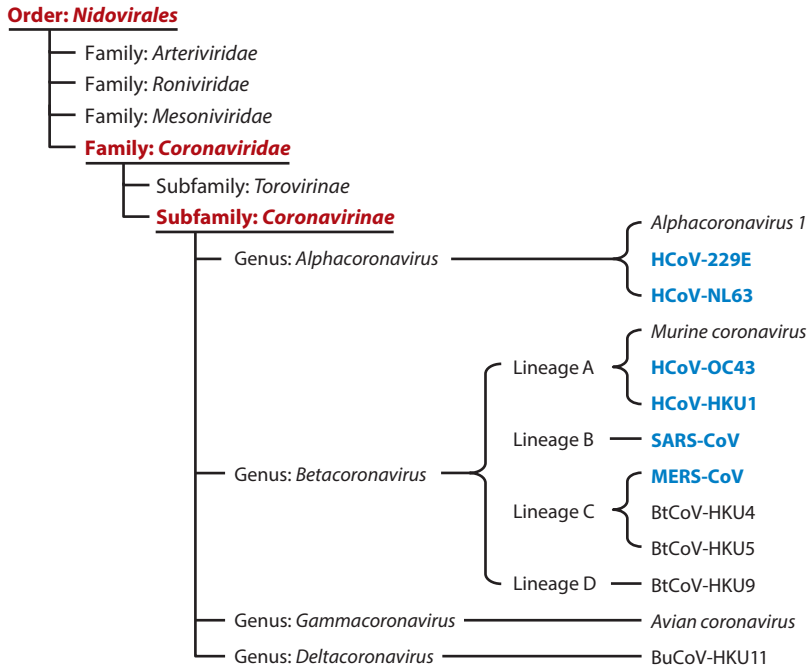 Order: Nidovirales
Family: Arteriviridae
Family: Roniviridae
Family: Mesoniviridae
Family: Coronaviridae
Subfamily: Torovirinae
Subfamily: Coronavirinae
Alphacoronavirus 1
Genus: Alphacoronavirus
HCoV-229E
HCoV-NL63
Murine coronavirus
Lineage A
HCoV-OC43
HCoV-HKU1
Lineage B
SARS-CoV
Genus: Betacoronavirus
MERS-CoV
Lineage C
BtCoV-HKU4
BtCoV-HKU5
Lineage D
BtCoV-HKU9
Genus: Gammacoronavirus
Avian coronavirus
Genus: Deltacoronavirus
BuCoV-HKU11